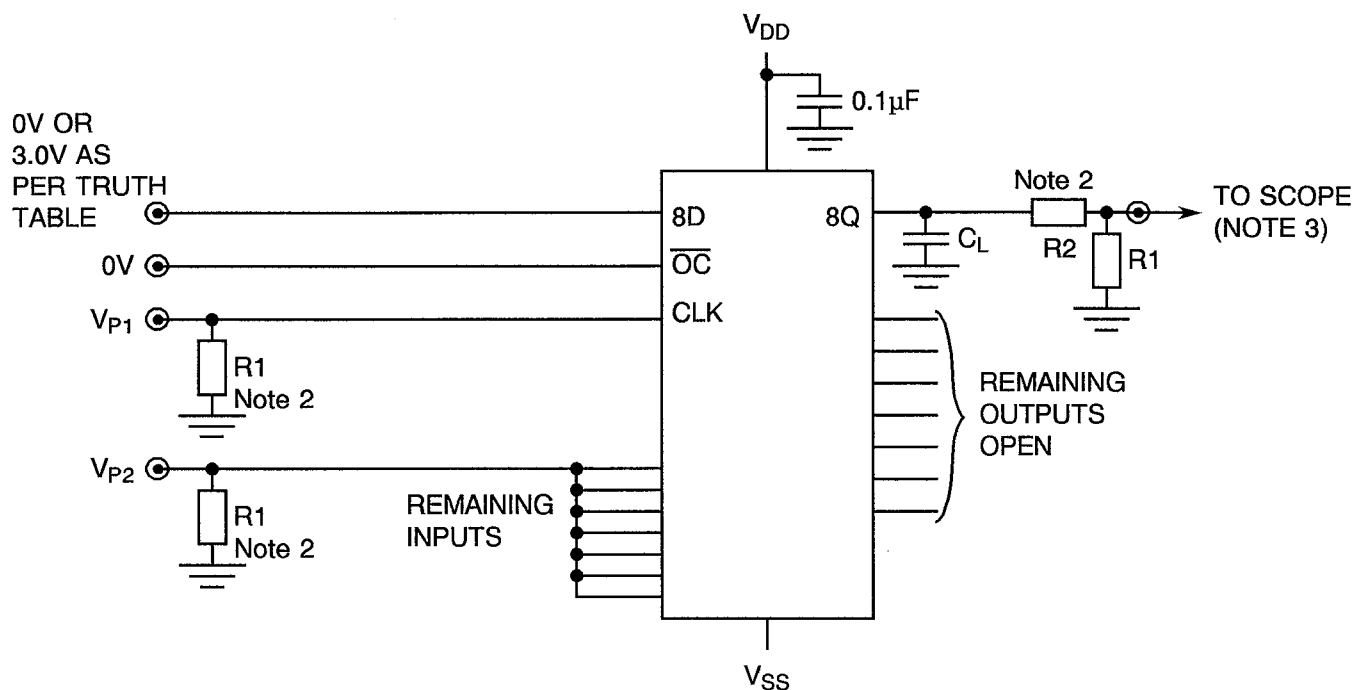 V_DD
0.1µF
0V OR
3.0V AS
PER TRUTH
TABLE
8D
8Q
Note 2
R2
R1
C_L
TO SCOPE
(NOTE 3)
0V
O̅C̅
V_P1
CLK
R1
Note 2
REMAINING
OUTPUTS
OPEN
V_P2
R1
Note 2
REMAINING
INPUTS
V_SS